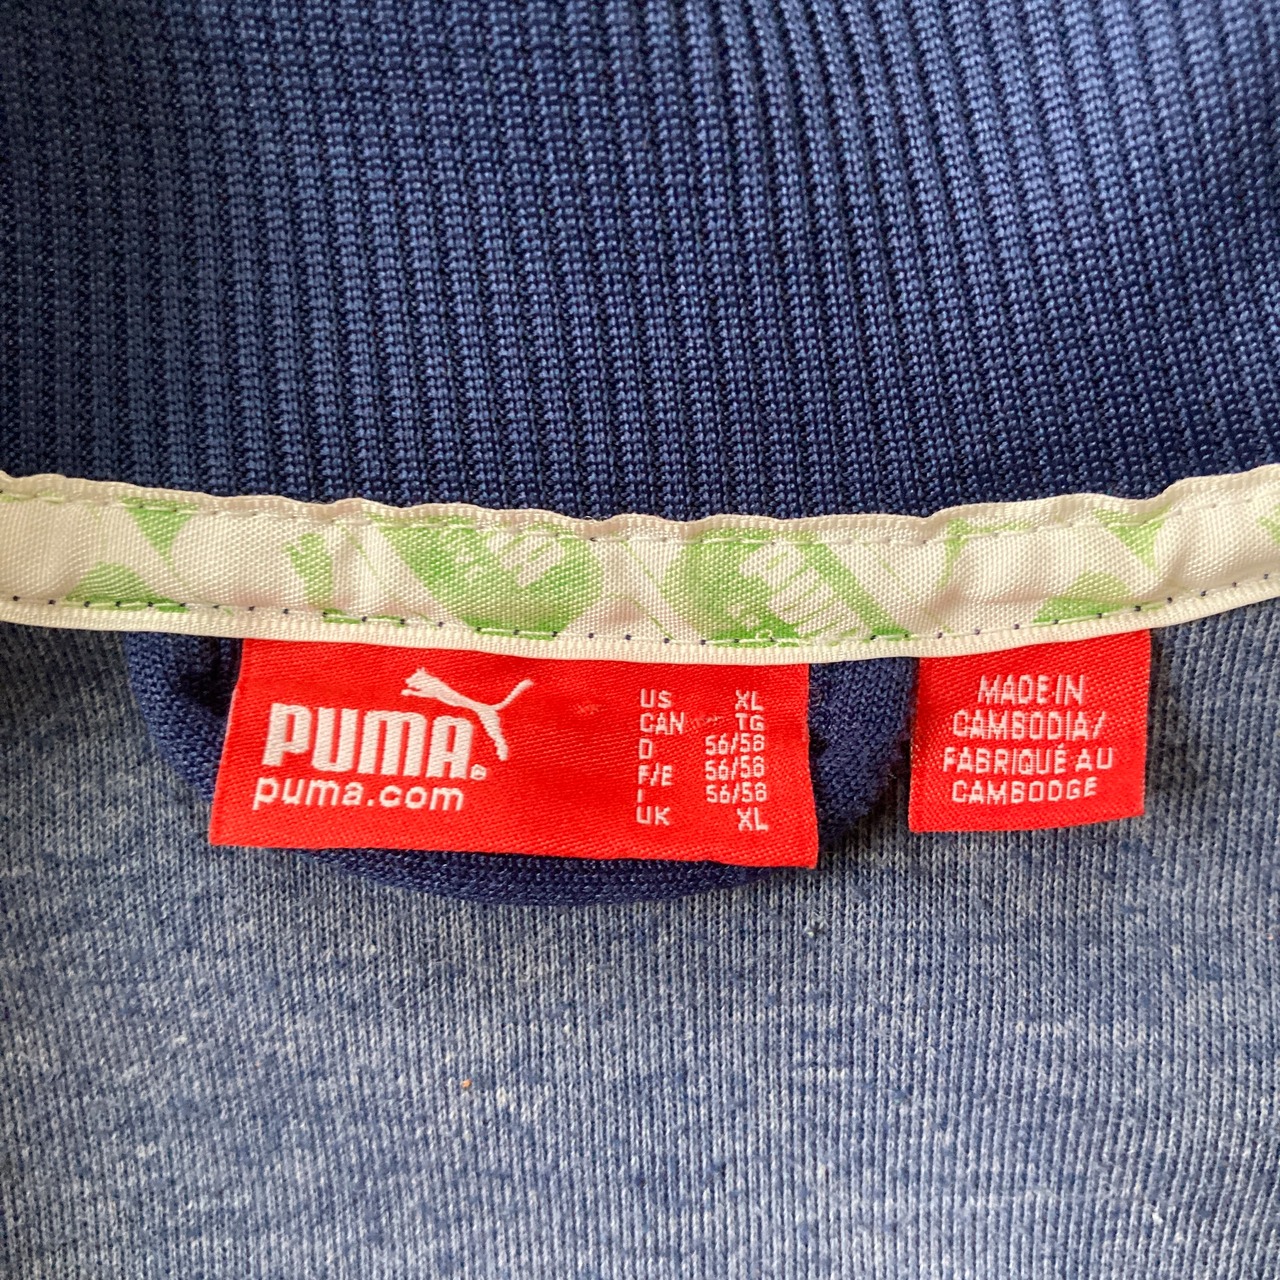 PUMA®
puma.com
US XL
CAN TG
D 56/58
F/E 56/58
I 56/58
UK XL
MADE IN
CAMBODIA/
FABRIQUÉ AU
CAMBODGE